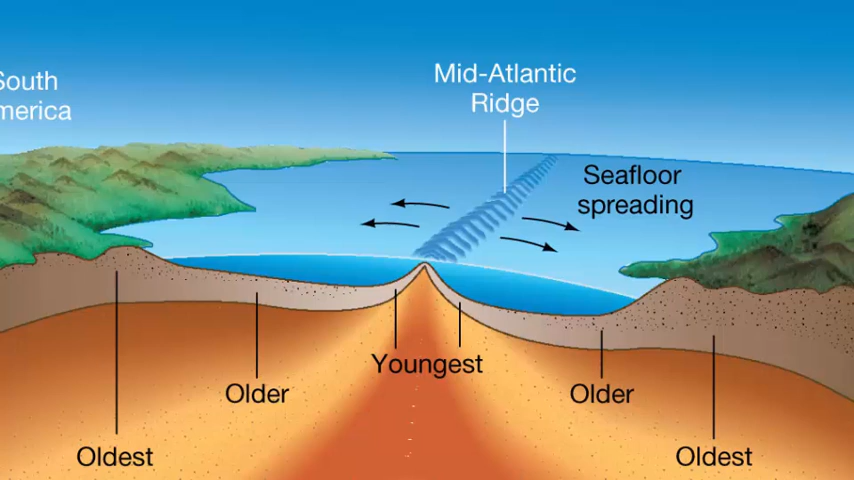 South
merica
Mid-Atlantic
Ridge
Seafloor
spreading
Youngest
Older
Older
Oldest
Oldest